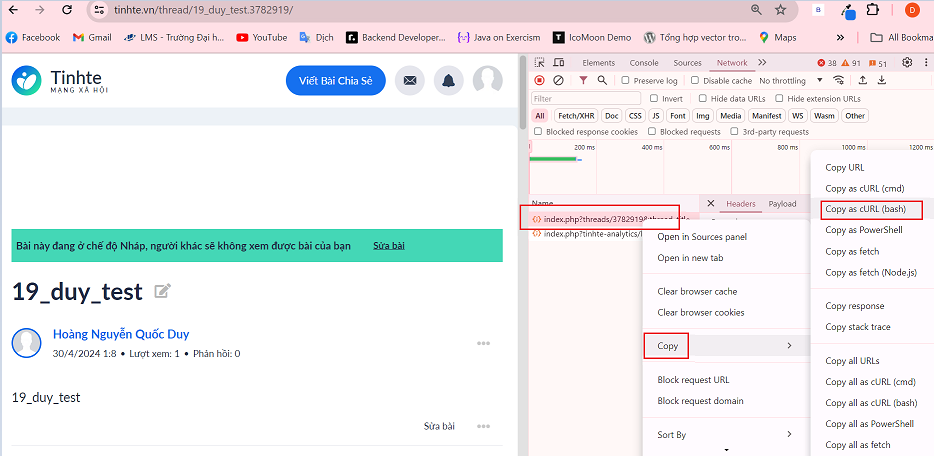 tinhte.vn/thread/19_duy_test.3782919/
B
D
Facebook
Gmail
LMS - Trường Đại h...
YouTube
Dịch
Backend Developer...
Java on Exercism
IcoMoon Demo
Tổng hợp vector tro...
Maps
All Bookma
Tinhte
MẠNG XÃ HỘI
Viết Bài Chia Sẻ
Bài này đang ở chế độ Nháp, người khác sẽ không xem được bài của bạn
Sửa bài
19_duy_test
Hoàng Nguyễn Quốc Duy
30/4/2024 1:8 • Lượt xem: 1 • Phản hồi: 0
19_duy_test
Sửa bài
Elements Console Sources Network 38 91 51
Preserve log Disable cache No throttling
Filter Invert Hide data URLs Hide extension URLs
All Fetch/XHR Doc CSS JS Font Img Media Manifest WS Wasm Other
Blocked response cookies Blocked requests 3rd-party requests
200 ms 400 ms 600 ms 800 ms 1000 ms 1200 ms
Name
Headers Payload
index.php?threads/3782919&thread-title
index.php?tinhte-analytics/
Open in Sources panel
Open in new tab
Clear browser cache
Clear browser cookies
Copy
Block request URL
Block request domain
Sort By
Copy URL
Copy as cURL (cmd)
Copy as cURL (bash)
Copy as PowerShell
Copy as fetch
Copy as fetch (Node.js)
Copy response
Copy stack trace
Copy all URLs
Copy all as cURL (cmd)
Copy all as cURL (bash)
Copy all as PowerShell
Copy all as fetch